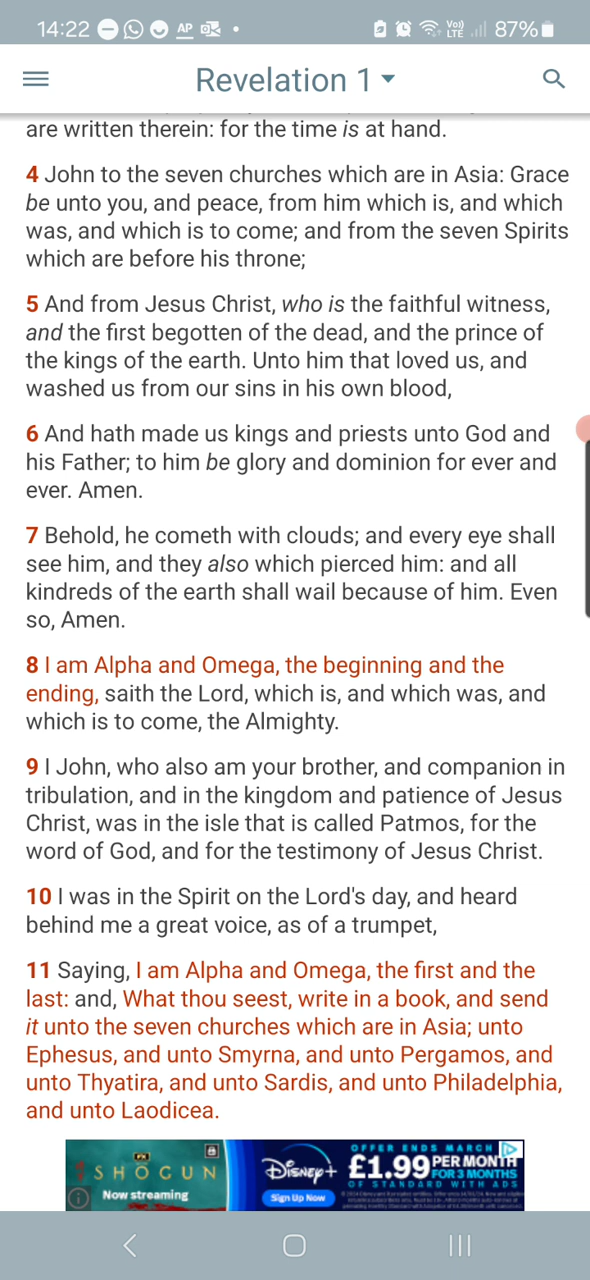 14:22 AP • Vo)) LTE 87%
Revelation 1
are written therein: for the time is at hand.
4 John to the seven churches which are in Asia: Grace
be unto you, and peace, from him which is, and which
was, and which is to come; and from the seven Spirits
which are before his throne;
5 And from Jesus Christ, who is the faithful witness,
and the first begotten of the dead, and the prince of
the kings of the earth. Unto him that loved us, and
washed us from our sins in his own blood,
6 And hath made us kings and priests unto God and
his Father; to him be glory and dominion for ever and
ever. Amen.
7 Behold, he cometh with clouds; and every eye shall
see him, and they also which pierced him: and all
kindreds of the earth shall wail because of him. Even
so, Amen.
8 I am Alpha and Omega, the beginning and the
ending, saith the Lord, which is, and which was, and
which is to come, the Almighty.
9 I John, who also am your brother, and companion in
tribulation, and in the kingdom and patience of Jesus
Christ, was in the isle that is called Patmos, for the
word of God, and for the testimony of Jesus Christ.
10 I was in the Spirit on the Lord's day, and heard
behind me a great voice, as of a trumpet,
11 Saying, I am Alpha and Omega, the first and the
last: and, What thou seest, write in a book, and send
it unto the seven churches which are in Asia; unto
Ephesus, and unto Smyrna, and unto Pergamos, and
unto Thyatira, and unto Sardis, and unto Philadelphia,
and unto Laodicea.
FX
SHŌGUN
Now streaming
Disney+
Sign Up Now
OFFER ENDS MARCH
£1.99 PER MONTH
FOR 3 MONTHS
OF STANDARD WITH ADS